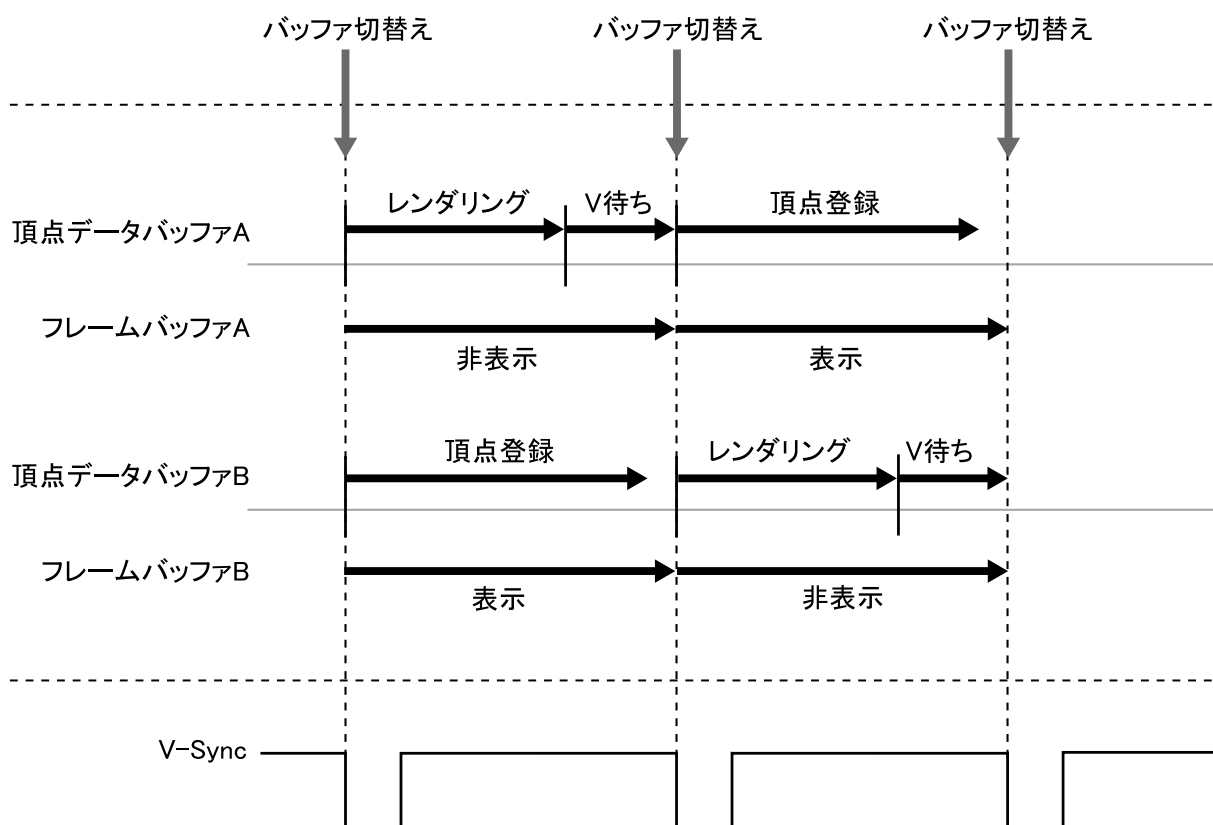 バッファ切替え
バッファ切替え
バッファ切替え
レンダリング
V待ち
頂点登録
頂点データバッファA
フレームバッファA
非表示
表示
頂点登録
レンダリング
V待ち
頂点データバッファB
フレームバッファB
表示
非表示
V-Sync